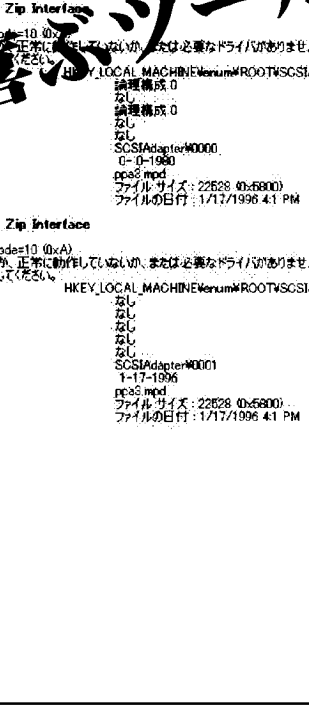 喜ぶツール
Zip Interface
ode=10 (0xA)
正常に動作していないか、または必要なドライバがありませ
ください。
HKEY_LOCAL_MACHINE¥enum¥ROOT¥SCSI
論理構成 0
なし
論理構成 0
なし
なし
SCSIAdapter¥0000
0- 0-1980
ppa3.mpd
ファイル サイズ : 22528 (0x5800)
ファイルの日付 : 1/17/1996 4:1 PM
Zip Interface
ode=10 (0xA)
か、正常に動作していないか、または必要なドライバがありませ
してください。
HKEY_LOCAL_MACHINE¥enum¥ROOT¥SCSI
なし
なし
なし
なし
なし
SCSIAdapter¥0001
1-17-1996
ppa3.mpd
ファイル サイズ : 22528 (0x5800)
ファイルの日付 : 1/17/1996 4:1 PM